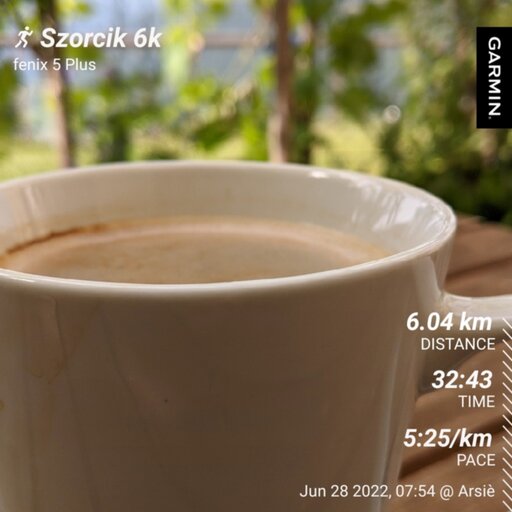 Szorcik 6k
fenix 5 Plus
GARMIN.
6.04 km
DISTANCE
32:43
TIME
5:25/km
PACE
Jun 28 2022, 07:54 @ Arsiè